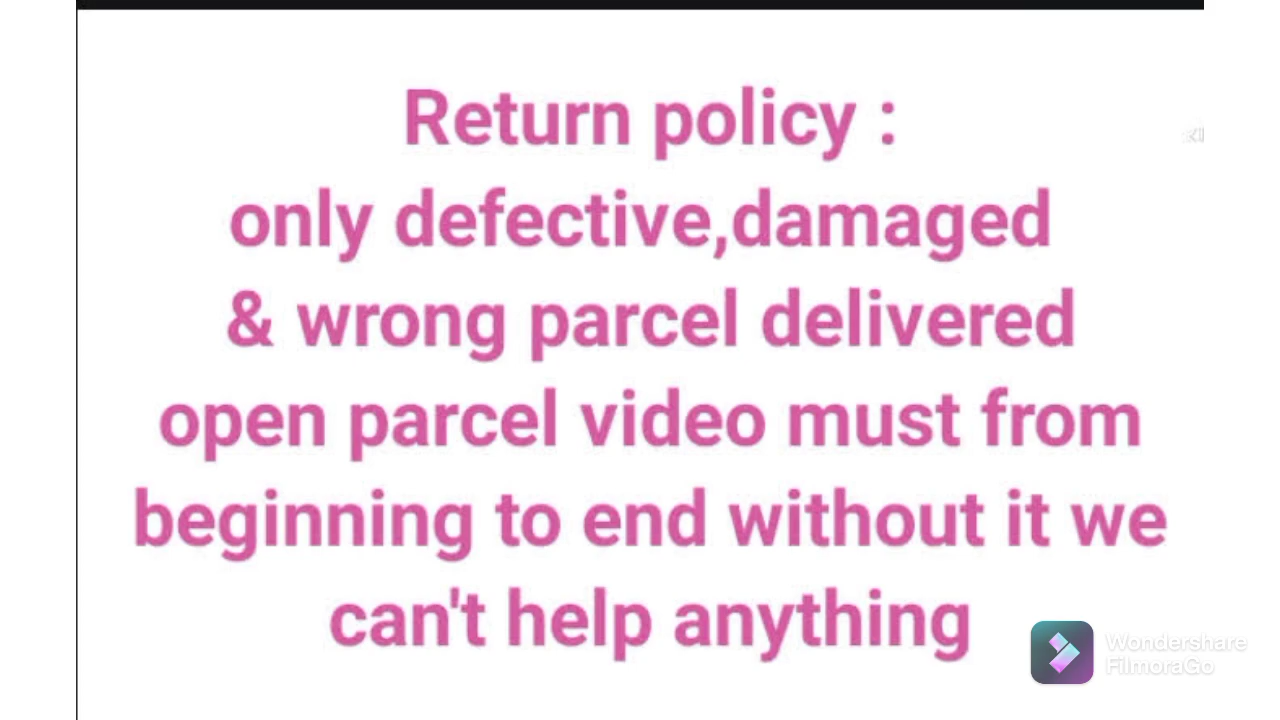 Return policy :
only defective,damaged
& wrong parcel delivered
open parcel video must from
beginning to end without it we
can't help anything
Wondershare
FilmoraGo